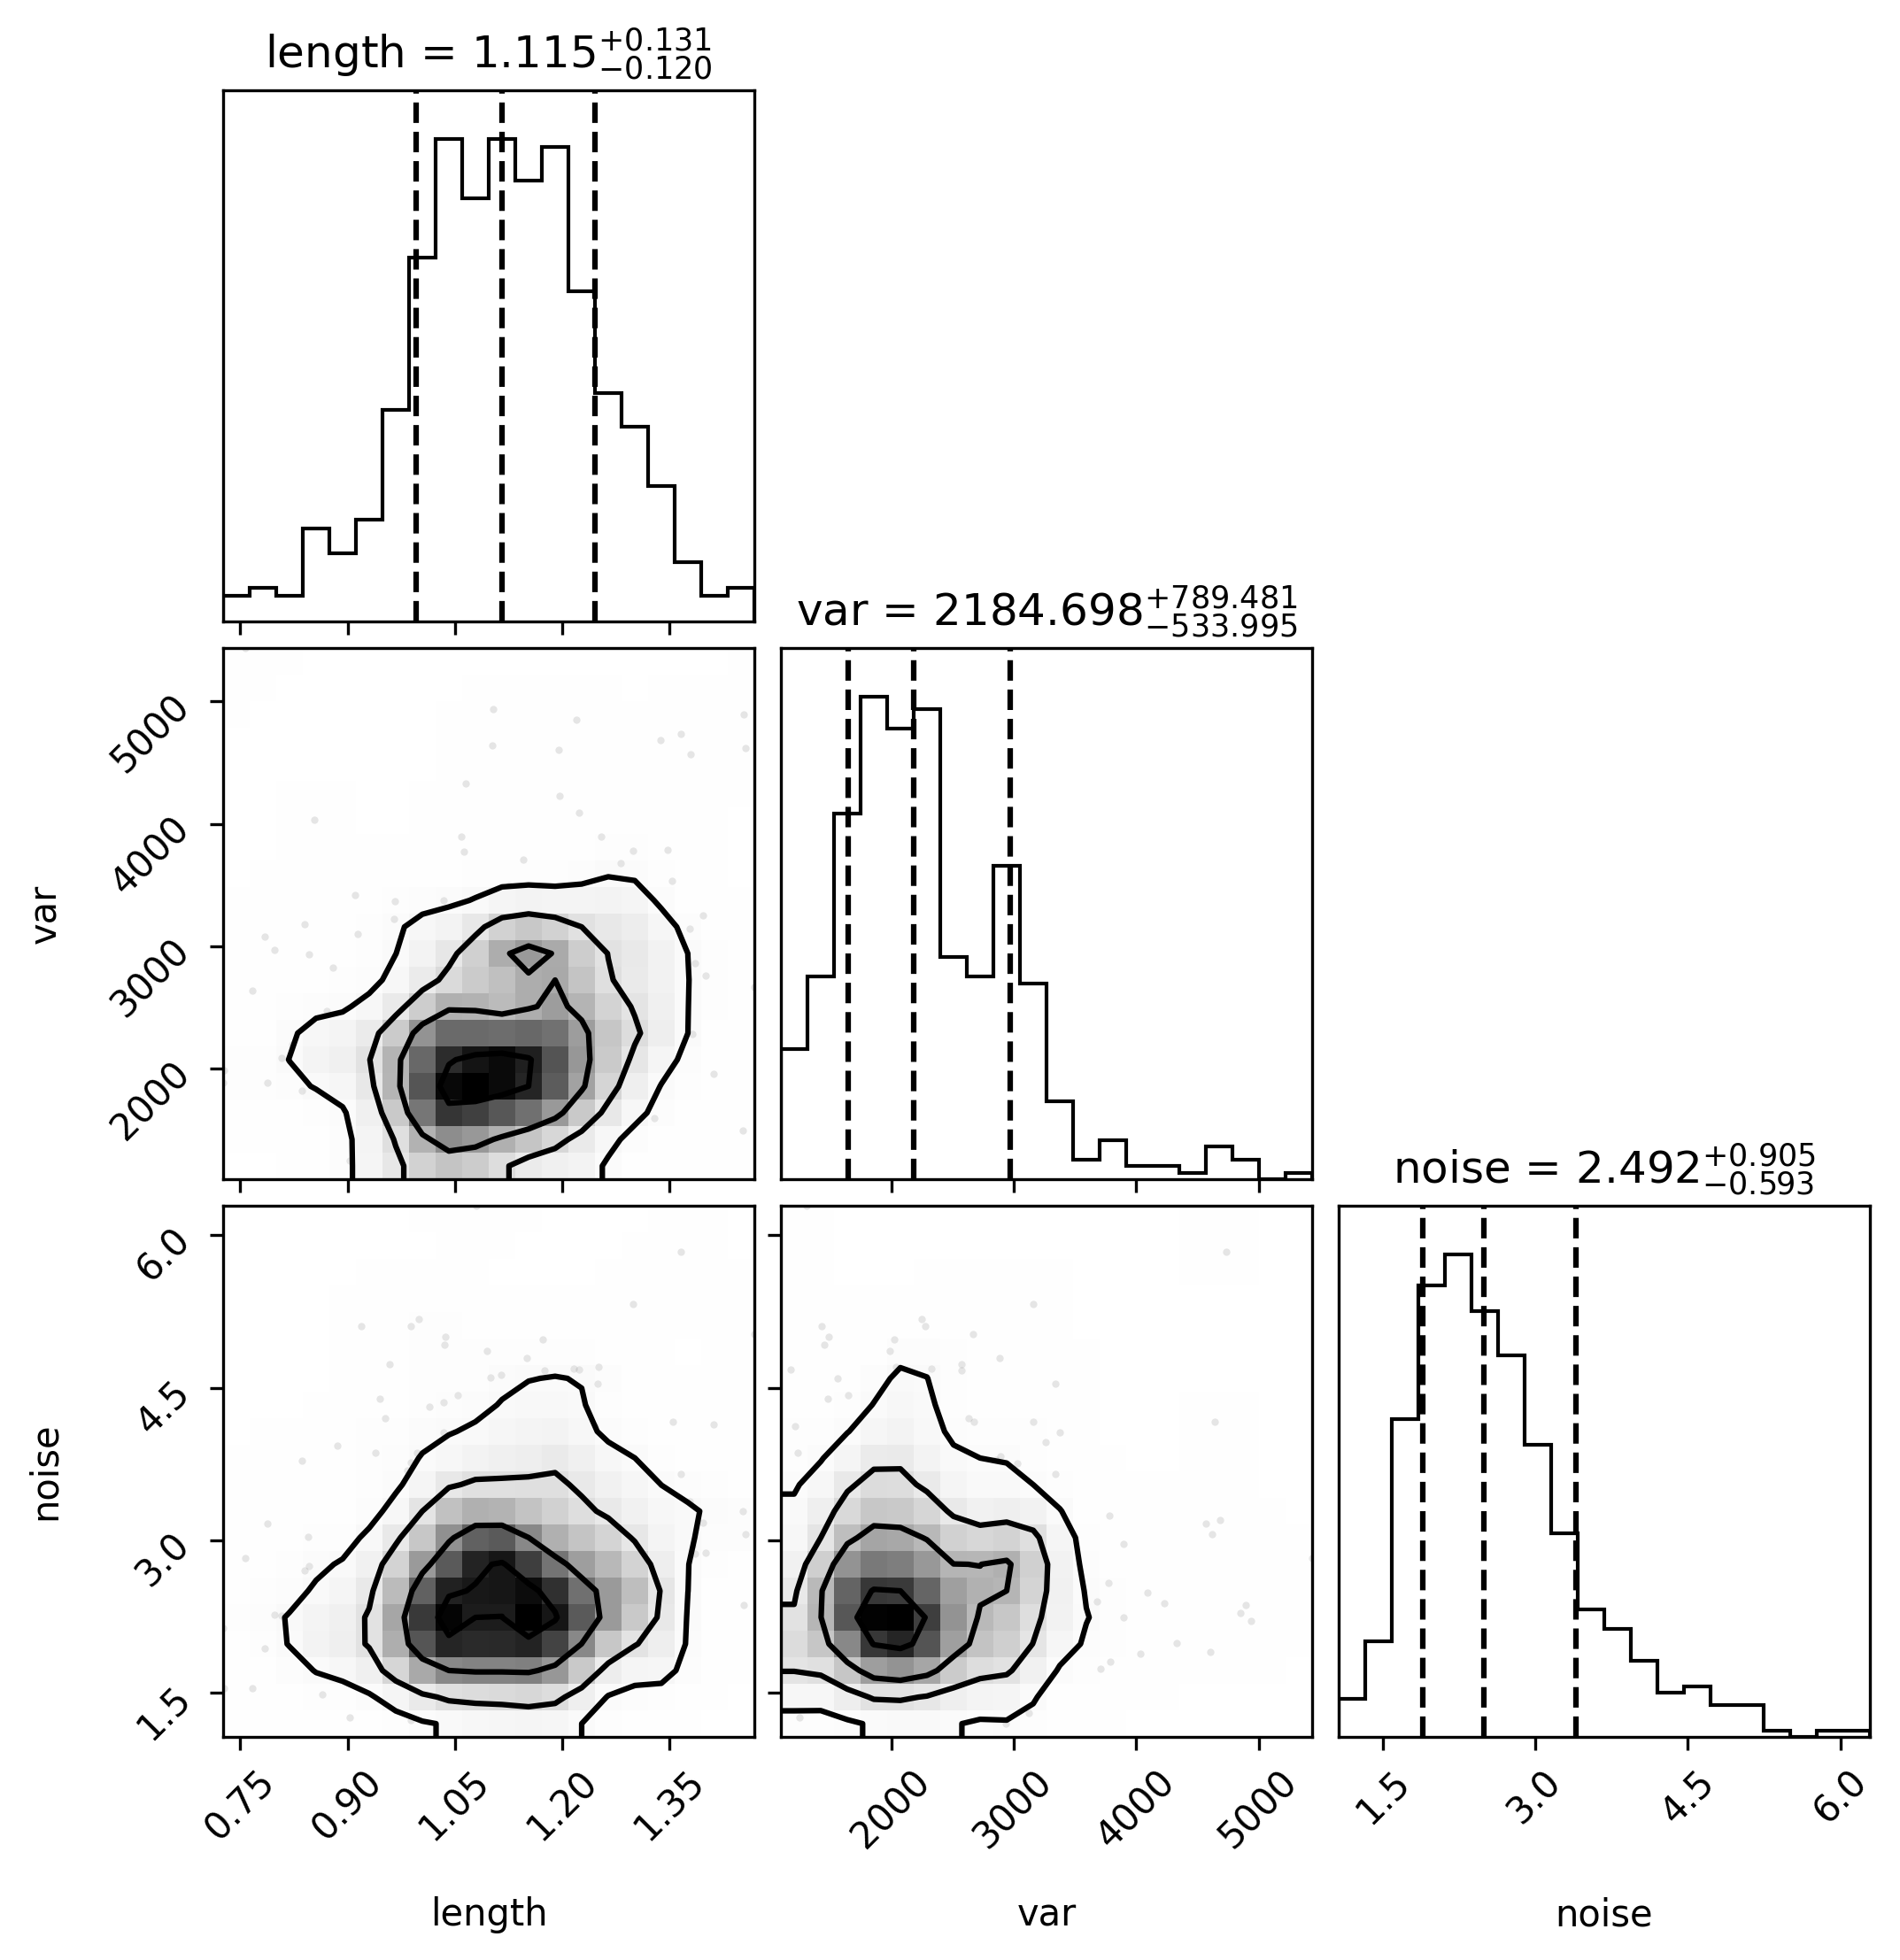 length = 1.115 +0.131 −0.120
var = 2184.698 +789.481 −533.995
5000
4000
3000
2000
var
noise = 2.492 +0.905 −0.593
6.0
4.5
3.0
1.5
noise
0.75 0.90 1.05 1.20 1.35
2000 3000 4000 5000
1.5 3.0 4.5 6.0
length
var
noise